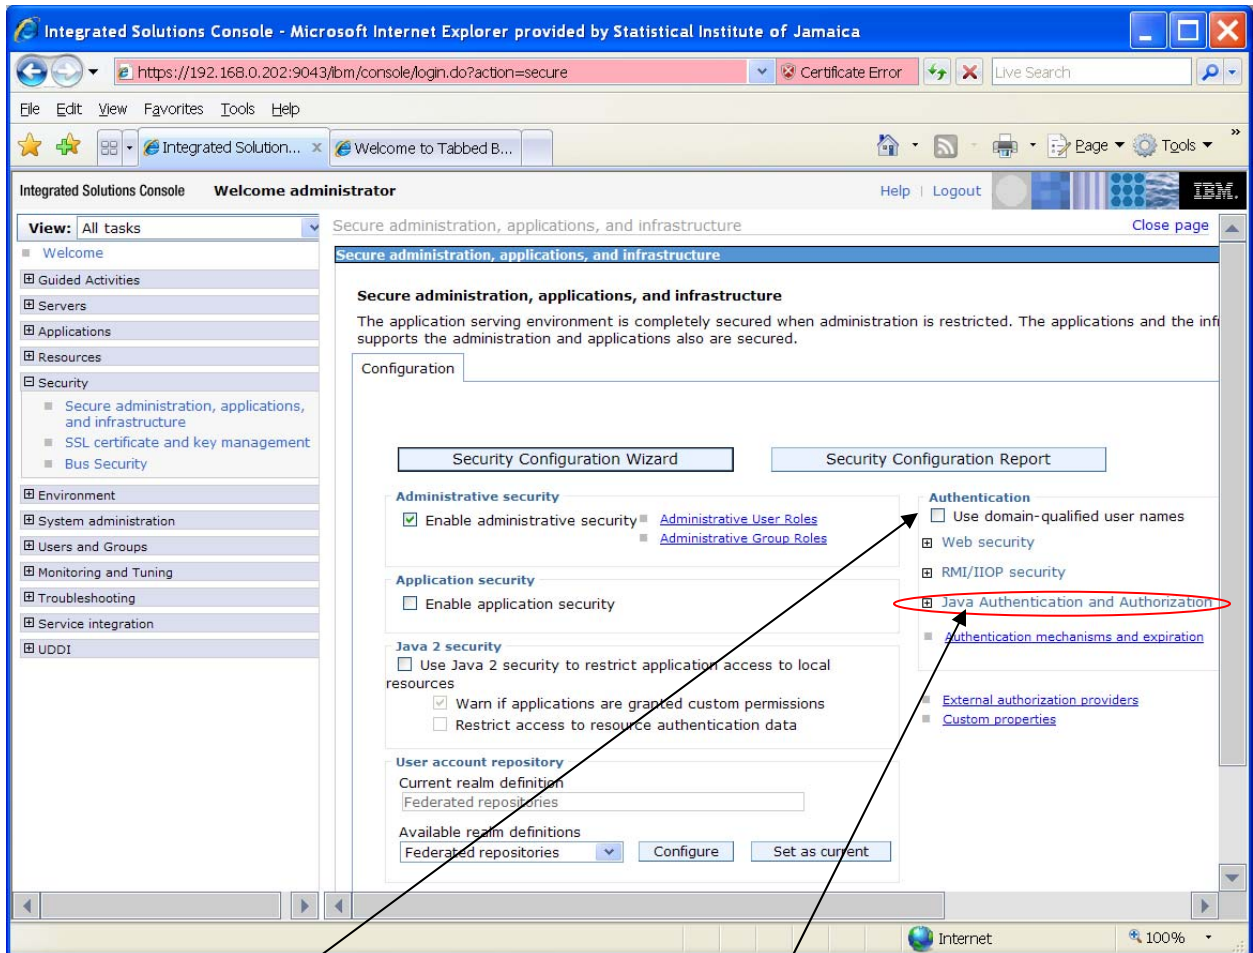 Integrated Solutions Console - Microsoft Internet Explorer provided by Statistical Institute of Jamaica
https://192.168.0.202:9043/ibm/console/login.do?action=secure
Certificate Error
Live Search
File Edit View Favorites Tools Help
Integrated Solution... x
Welcome to Tabbed B...
Page Tools »
Integrated Solutions Console Welcome administrator
Help | Logout
IBM.
View: All tasks
Welcome
Guided Activities
Servers
Applications
Resources
Security
Secure administration, applications,
and infrastructure
SSL certificate and key management
Bus Security
Environment
System administration
Users and Groups
Monitoring and Tuning
Troubleshooting
Service integration
UDDI
Secure administration, applications, and infrastructure
Close page
Secure administration, applications, and infrastructure
Secure administration, applications, and infrastructure
The application serving environment is completely secured when administration is restricted. The applications and the inf
supports the administration and applications also are secured.
Configuration
Security Configuration Wizard
Security Configuration Report
Administrative security
Enable administrative security
Administrative User Roles
Administrative Group Roles
Application security
Enable application security
Java 2 security
Use Java 2 security to restrict application access to local
resources
Warn if applications are granted custom permissions
Restrict access to resource authentication data
User account repository
Current realm definition
Federated repositories
Available realm definitions
Federated repositories
Configure
Set as current
Authentication
Use domain-qualified user names
Web security
RMI/IIOP security
Java Authentication and Authorization
Authentication mechanisms and expiration
External authorization providers
Custom properties
Internet
100%